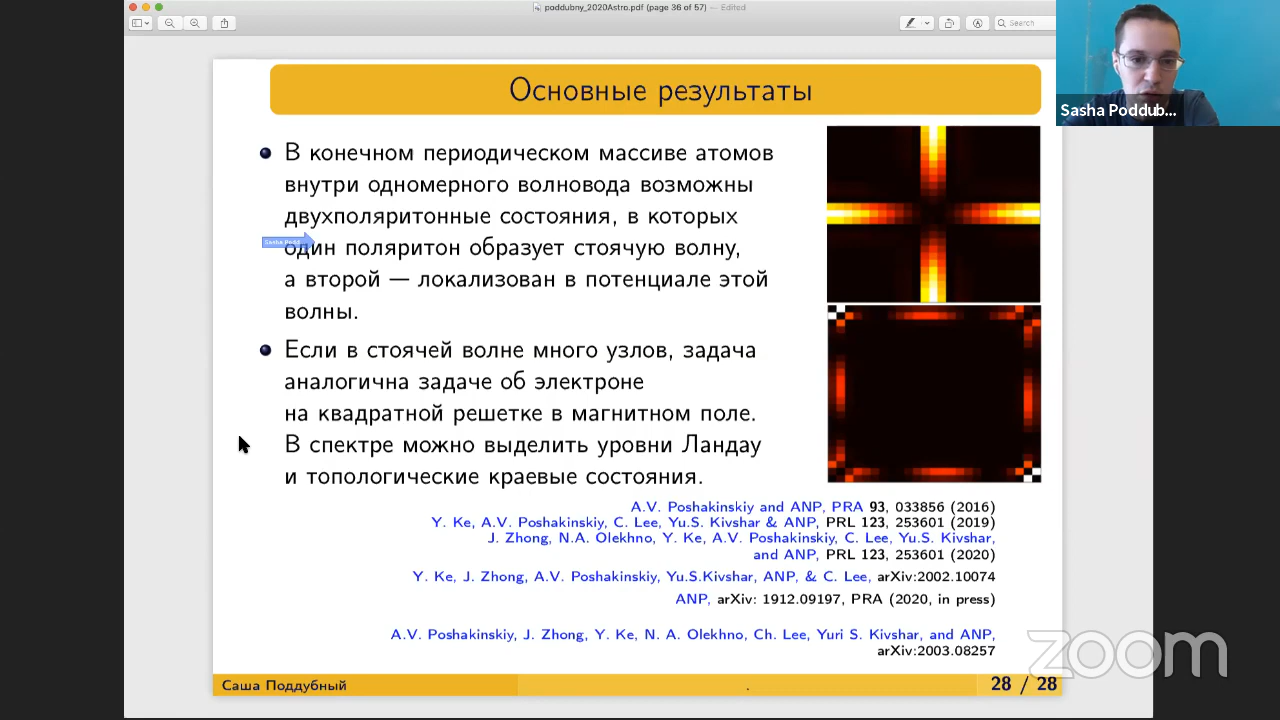 poddubny_2020Astro.pdf (page 36 of 57) — Edited
Search
Sasha Poddub...
Основные результаты
В конечном периодическом массиве атомов
внутри одномерного волновода возможны
двухполяритонные состояния, в которых
Sasha Podd...
один поляритон образует стоячую волну,
а второй — локализован в потенциале этой
волны.
Если в стоячей волне много узлов, задача
аналогична задаче об электроне
на квадратной решетке в магнитном поле.
В спектре можно выделить уровни Ландау
и топологические краевые состояния.
A.V. Poshakinskiy and ANP, PRA 93, 033856 (2016)
Y. Ke, A.V. Poshakinskiy, C. Lee, Yu.S. Kivshar & ANP, PRL 123, 253601 (2019)
J. Zhong, N.A. Olekhno, Y. Ke, A.V. Poshakinskiy, C. Lee, Yu.S. Kivshar,
and ANP, PRL 123, 253601 (2020)
Y. Ke, J. Zhong, A.V. Poshakinskiy, Yu.S.Kivshar, ANP, & C. Lee, arXiv:2002.10074
ANP, arXiv: 1912.09197, PRA (2020, in press)
A.V. Poshakinskiy, J. Zhong, Y. Ke, N. A. Olekhno, Ch. Lee, Yuri S. Kivshar, and ANP,
arXiv:2003.08257
zoom
Саша Поддубный
.
28 / 28